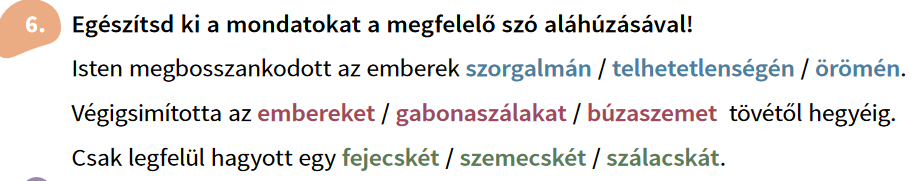 6. Egészítsd ki a mondatokat a megfelelő szó aláhúzásával!
Isten megbosszankodott az emberek szorgalmán / telhetetlenségén / örömén.
Végigsimította az embereket / gabonaszálakat / búzaszemet tövétől hegyéig.
Csak legfelül hagyott egy fejecskét / szemecskét / szálacskát.